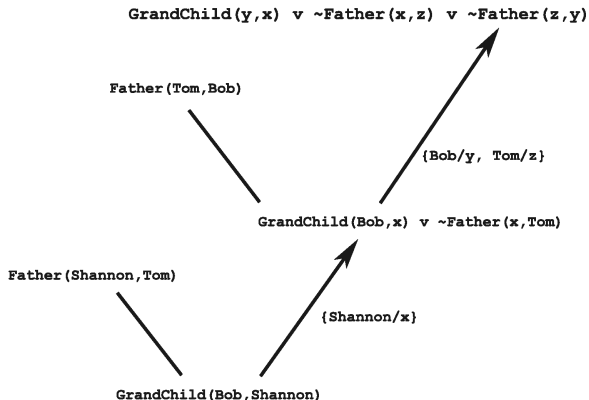 GrandChild(y,x) v ~Father(x,z) v ~Father(z,y)
Father(Tom,Bob)
{Bob/y, Tom/z}
GrandChild(Bob,x) v ~Father(x,Tom)
Father(Shannon,Tom)
{Shannon/x}
GrandChild(Bob,Shannon)